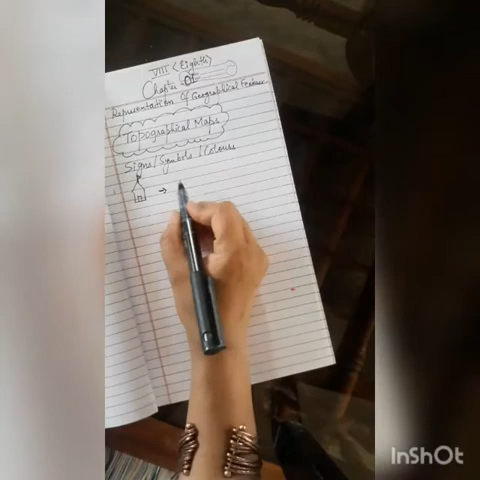 VIII (Eighth)
Chapter 01
Representation of Geographical Features
Topographical Maps
Signs/Symbols/Colours
InShOt